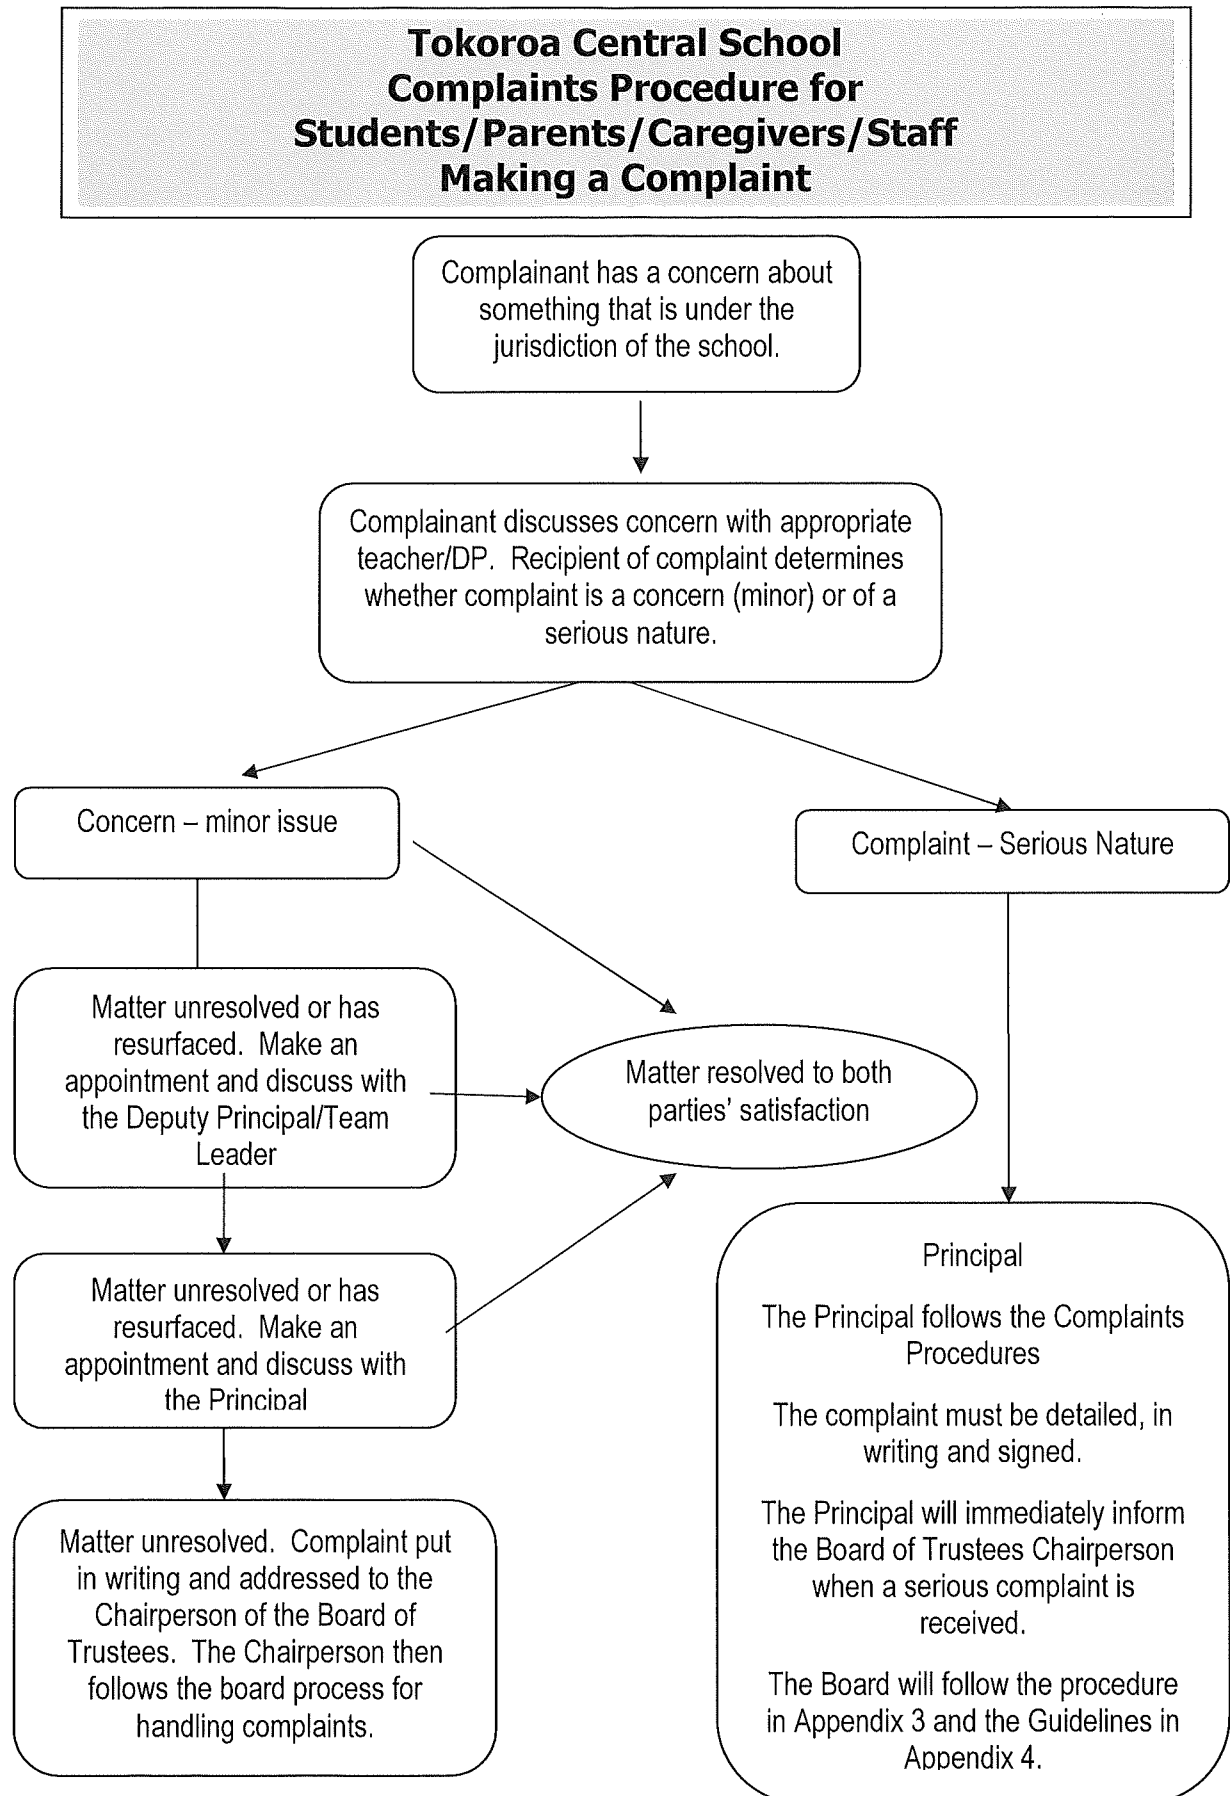 Tokoroa Central School
Complaints Procedure for
Students/Parents/Caregivers/Staff
Making a Complaint
Complainant has a concern about
something that is under the
jurisdiction of the school.
Complainant discusses concern with appropriate
teacher/DP. Recipient of complaint determines
whether complaint is a concern (minor) or of a
serious nature.
Concern – minor issue
Complaint – Serious Nature
Matter unresolved or has
resurfaced. Make an
appointment and discuss with
the Deputy Principal/Team
Leader
Matter resolved to both
parties' satisfaction
Matter unresolved or has
resurfaced. Make an
appointment and discuss with
the Principal
Matter unresolved. Complaint put
in writing and addressed to the
Chairperson of the Board of
Trustees. The Chairperson then
follows the board process for
handling complaints.
Principal
The Principal follows the Complaints
Procedures
The complaint must be detailed, in
writing and signed.
The Principal will immediately inform
the Board of Trustees Chairperson
when a serious complaint is
received.
The Board will follow the procedure
in Appendix 3 and the Guidelines in
Appendix 4.